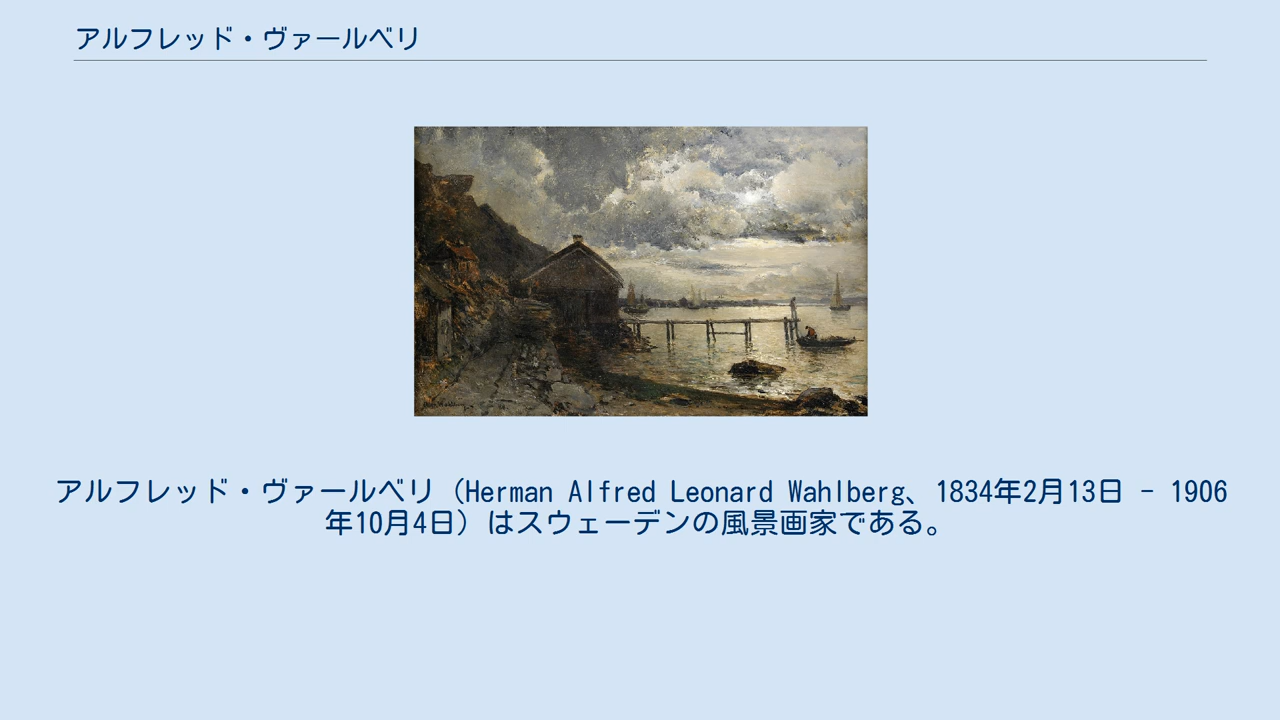 アルフレッド・ヴァールベリ
アルフレッド・ヴァールベリ（Herman Alfred Leonard Wahlberg、1834年2月13日 - 1906
年10月4日）はスウェーデンの風景画家である。